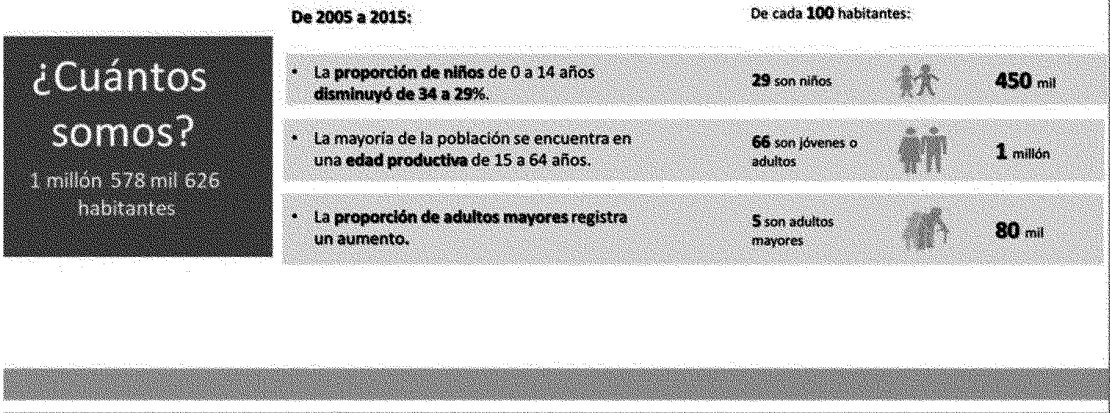 ¿Cuántos
somos?
1 millón 578 mil 626
habitantes
De 2005 a 2015:
De cada 100 habitantes:
• La proporción de niños de 0 a 14 años
disminuyó de 34 a 29%.
29 son niños
450 mil
• La mayoría de la población se encuentra en
una edad productiva de 15 a 64 años.
66 son jóvenes o
adultos
1 millón
• La proporción de adultos mayores registra
un aumento.
5 son adultos
mayores
80 mil